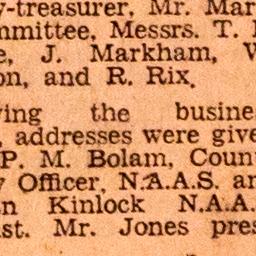 y-treasurer, Mr. Mar
mmittee, Messrs. T.
e, J. Markham, W
on, and R. Rix.
ving the busine
, addresses were give
P. M. Bolam, Coun
y Officer, N.A.A.S. an
n Kinlock N.A.A.
st. Mr. Jones pres